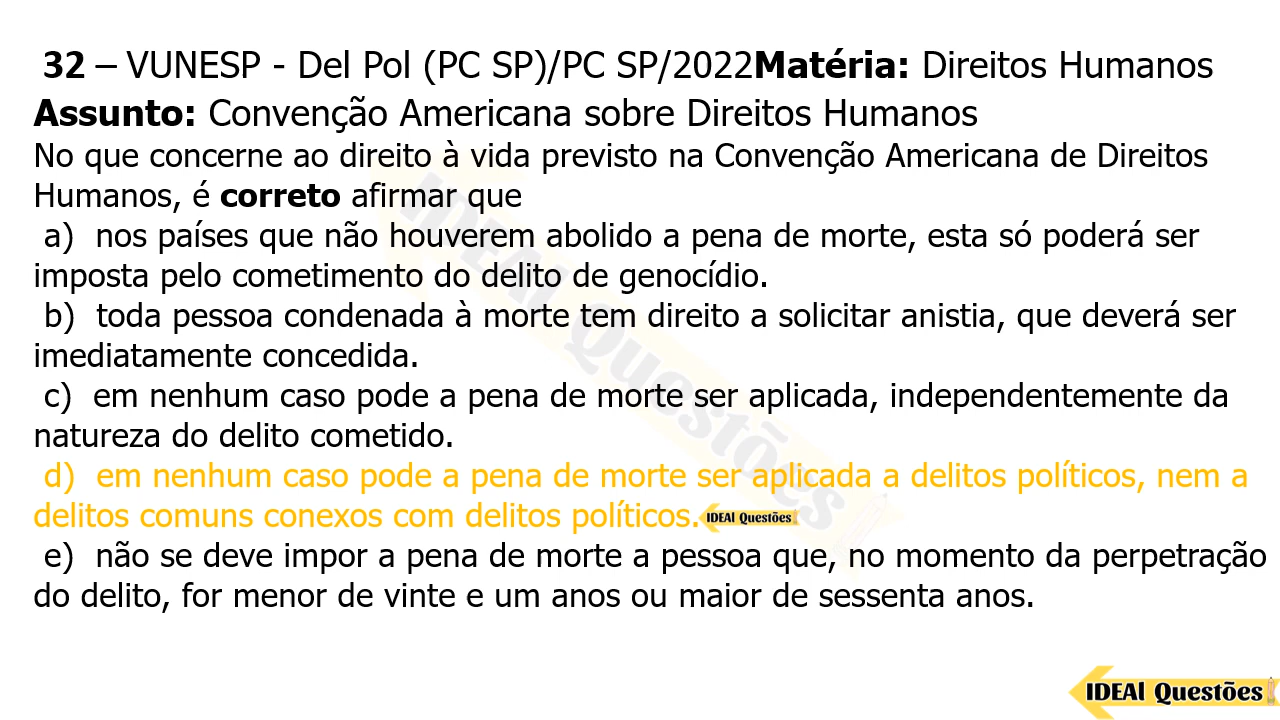 32 – VUNESP - Del Pol (PC SP)/PC SP/2022Matéria: Direitos Humanos
Assunto: Convenção Americana sobre Direitos Humanos
No que concerne ao direito à vida previsto na Convenção Americana de Direitos
Humanos, é correto afirmar que
a) nos países que não houverem abolido a pena de morte, esta só poderá ser
imposta pelo cometimento do delito de genocídio.
b) toda pessoa condenada à morte tem direito a solicitar anistia, que deverá ser
imediatamente concedida.
c) em nenhum caso pode a pena de morte ser aplicada, independentemente da
natureza do delito cometido.
d) em nenhum caso pode a pena de morte ser aplicada a delitos políticos, nem a
delitos comuns conexos com delitos políticos. IDEAl Questões
e) não se deve impor a pena de morte a pessoa que, no momento da perpetração
do delito, for menor de vinte e um anos ou maior de sessenta anos.
IDEAl Questões
IDEAl Questões